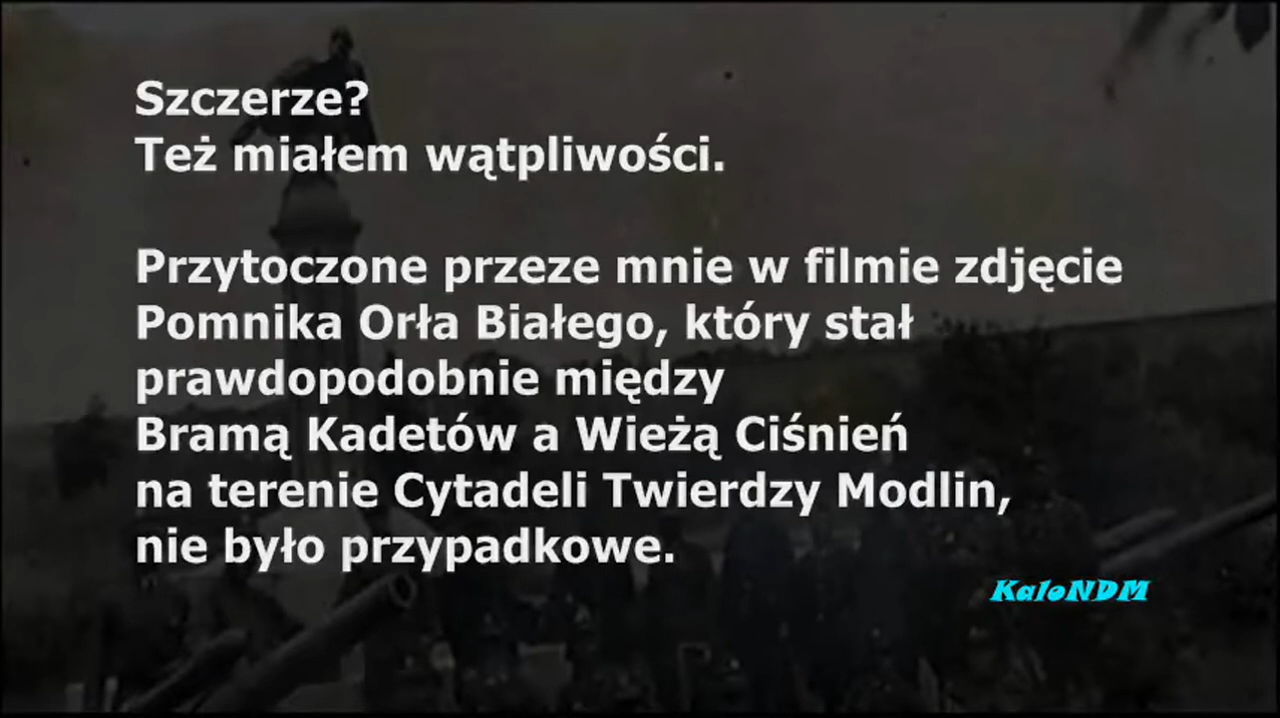 Szczerze?
Też miałem wątpliwości.
Przytoczone przeze mnie w filmie zdjęcie
Pomnika Orła Białego, który stał
prawdopodobnie między
Bramą Kadetów a Wieżą Ciśnień
na terenie Cytadeli Twierdzy Modlin,
nie było przypadkowe.
KaloNDM